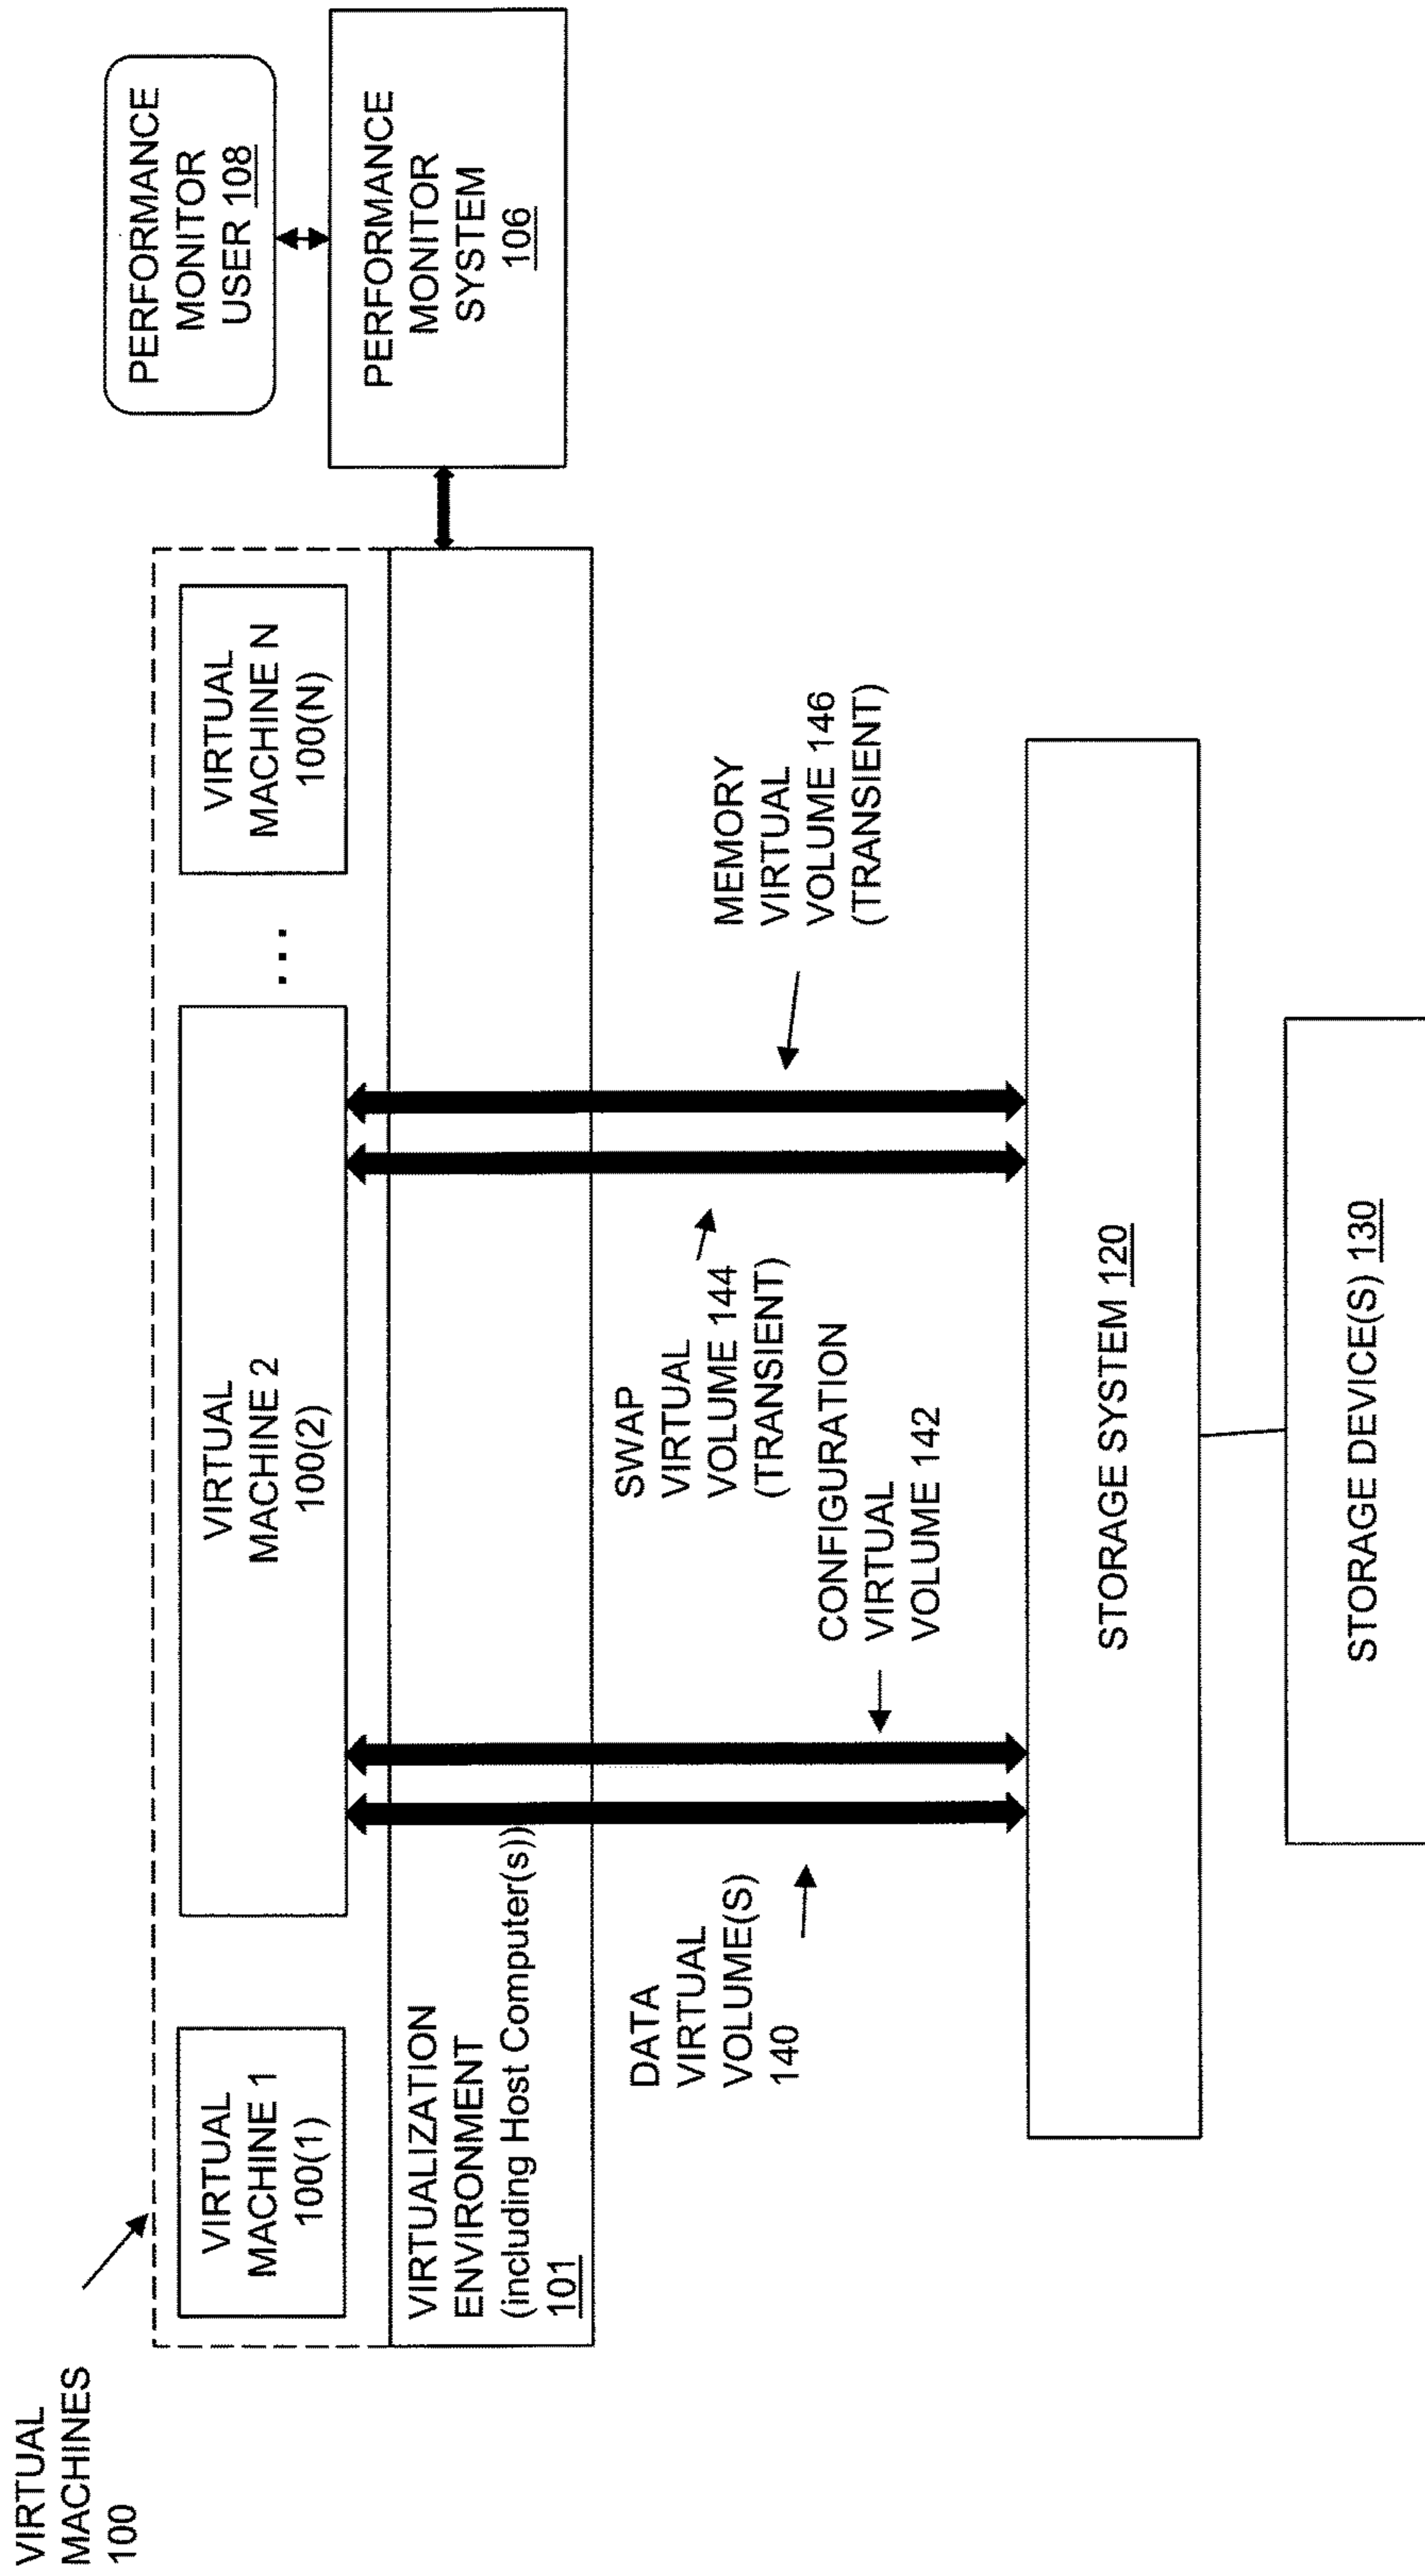 VIRTUAL
MACHINES
100
VIRTUAL
MACHINE 1
100(1)
VIRTUAL
MACHINE 2
100(2)
...
VIRTUAL
MACHINE N
100(N)
PERFORMANCE
MONITOR
USER 108
VIRTUALIZATION
ENVIRONMENT
(including Host Computer(s))
101
PERFORMANCE
MONITOR
SYSTEM
106
DATA
VIRTUAL
VOLUME(S)
140
SWAP
VIRTUAL
VOLUME 144
(TRANSIENT)
CONFIGURATION
VIRTUAL
VOLUME 142
MEMORY
VIRTUAL
VOLUME 146
(TRANSIENT)
STORAGE SYSTEM 120
STORAGE DEVICE(S) 130